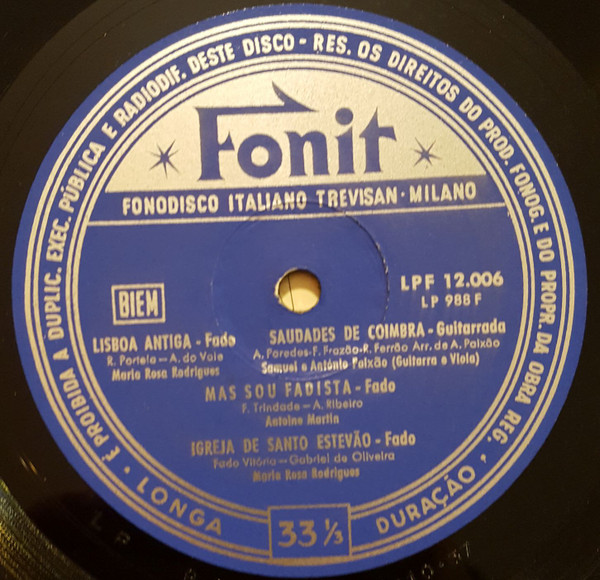 É PROIBIDA A DUPLIC. EXEC. PÚBLICA E RADIODIF. DESTE DISCO - RES. OS DIREITOS DO PROD. FONOG. E DO PROPR. DA OBRA REG.
Fonit
FONODISCO ITALIANO TREVISAN - MILANO
BIEM
LPF 12.006
LP 988 F
LISBOA ANTIGA - Fado
R. Portela - A. do Vale
Maria Rosa Rodrigues
SAUDADES DE COIMBRA - Guitarrada
A. Paredes-F. Frazão-R. Ferrão Arr. de A. Paixão
Samuel e António Paixão (Guitarra e Viola)
MAS SOU FADISTA - Fado
F. Trindade - A. Ribeiro
Antoine Martin
IGREJA DE SANTO ESTEVÃO - Fado
Fado Vitória - Gabriel de Oliveira
Maria Rosa Rodrigues
LONGA 33 1/3 DURAÇÃO